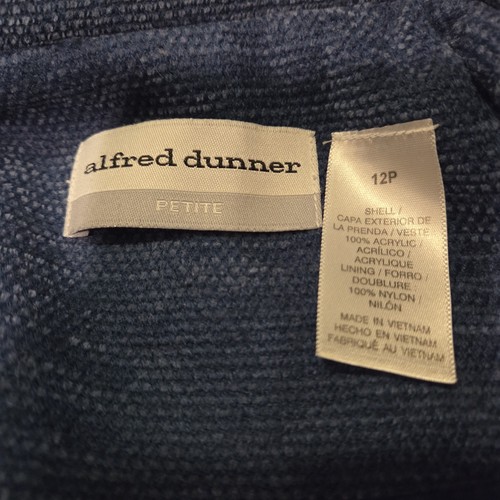 alfred dunner
PETITE
12P
SHELL /
CAPA EXTERIOR DE
LA PRENDA / VESTE
100% ACRYLIC /
ACRÍLICO /
ACRYLIQUE
LINING / FORRO /
DOUBLURE :
100% NYLON /
NILÓN
MADE IN VIETNAM
HECHO EN VIETNAM
FABRIQUÉ AU VIETNAM